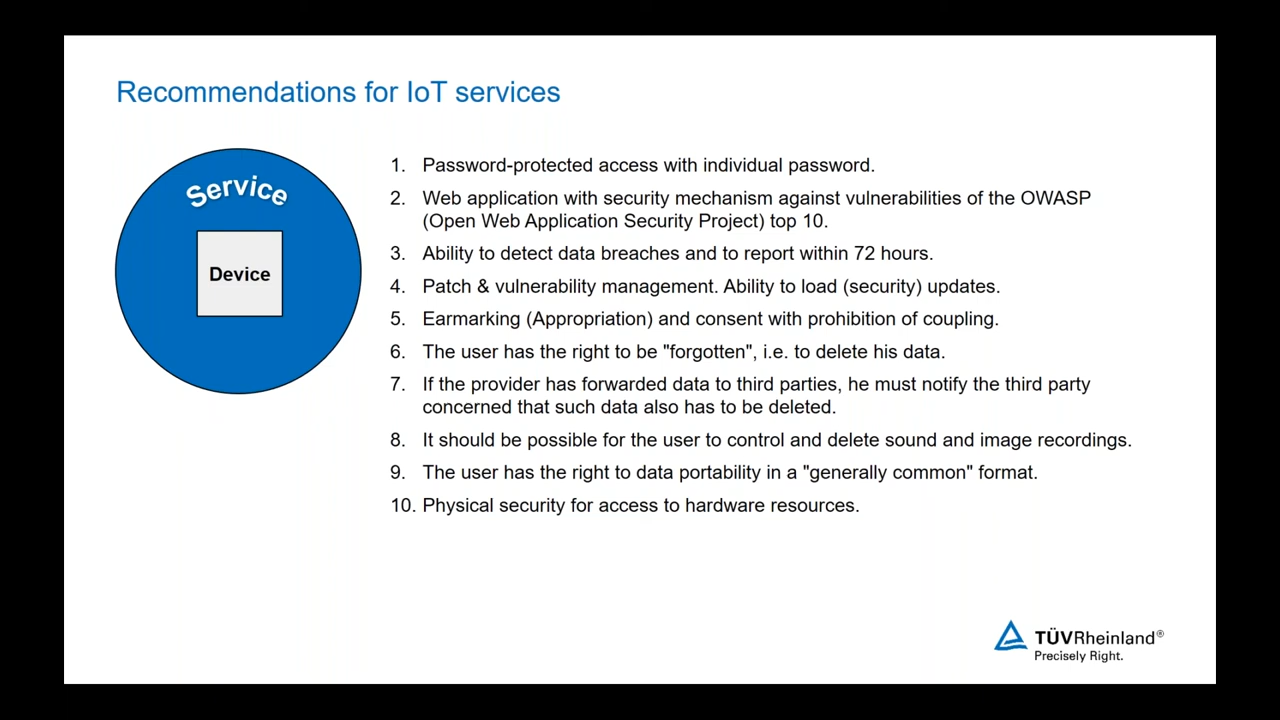 Recommendations for IoT services
Service
Device
1. Password-protected access with individual password.
2. Web application with security mechanism against vulnerabilities of the OWASP
(Open Web Application Security Project) top 10.
3. Ability to detect data breaches and to report within 72 hours.
4. Patch & vulnerability management. Ability to load (security) updates.
5. Earmarking (Appropriation) and consent with prohibition of coupling.
6. The user has the right to be "forgotten", i.e. to delete his data.
7. If the provider has forwarded data to third parties, he must notify the third party
concerned that such data also has to be deleted.
8. It should be possible for the user to control and delete sound and image recordings.
9. The user has the right to data portability in a "generally common" format.
10. Physical security for access to hardware resources.
TÜVRheinland®
Precisely Right.